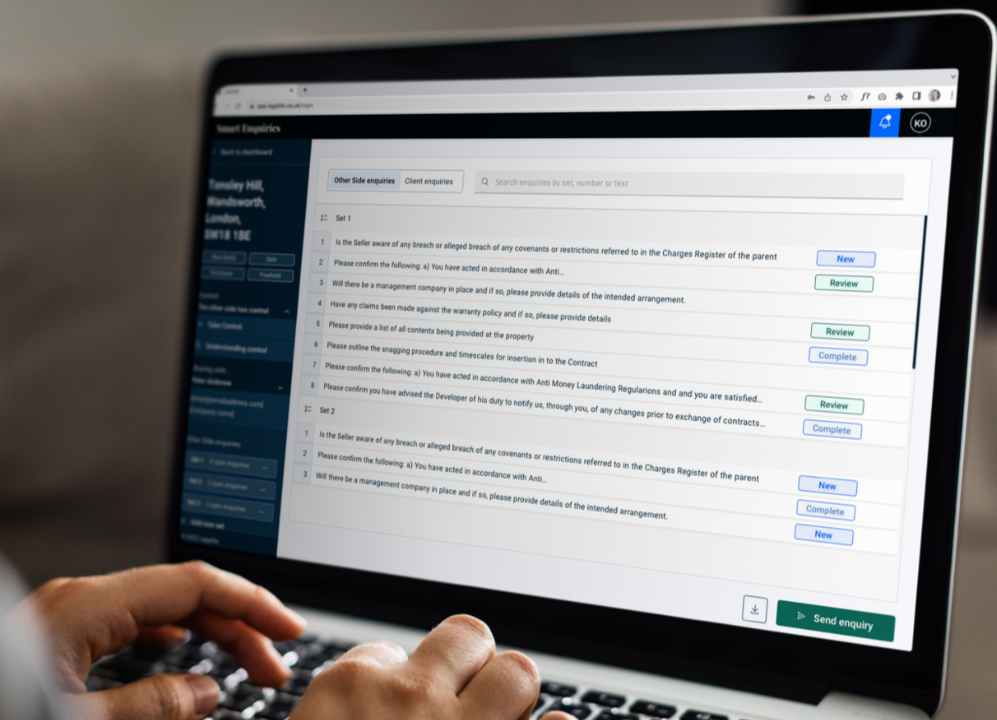 Smart Enquiries
KO
Back to dashboard
Tansley Hill,
Wandsworth,
London,
SW18 1BE
The other side has control
Take Control
Understanding control
Sharing with
Other Side enquiries
Add new set
Other Side enquiries Client enquiries
Search enquiries by set, number or text
Set 1
1 Is the Seller aware of any breach or alleged breach of any covenants or restrictions referred to in the Charges Register of the parent New
2 Please confirm the following: a) You have acted in accordance with Anti... Review
3 Will there be a management company in place and if so, please provide details of the intended arrangement.
4 Have any claims been made against the warranty policy and if so, please provide details Review
5 Please provide a list of all contents being provided at the property Complete
6 Please outline the snagging procedure and timescales for insertion in to the Contract
7 Please confirm the following: a) You have acted in accordance with Anti Money Laundering Regularions and and you are satisfied... Review
8 Please confirm you have advised the Developer of his duty to notify us, through you, of any changes prior to exchange of contracts... Complete
Set 2
1 Is the Seller aware of any breach or alleged breach of any covenants or restrictions referred to in the Charges Register of the parent New
2 Please confirm the following: a) You have acted in accordance with Anti... Complete
3 Will there be a management company in place and if so, please provide details of the intended arrangement. New
Send enquiry